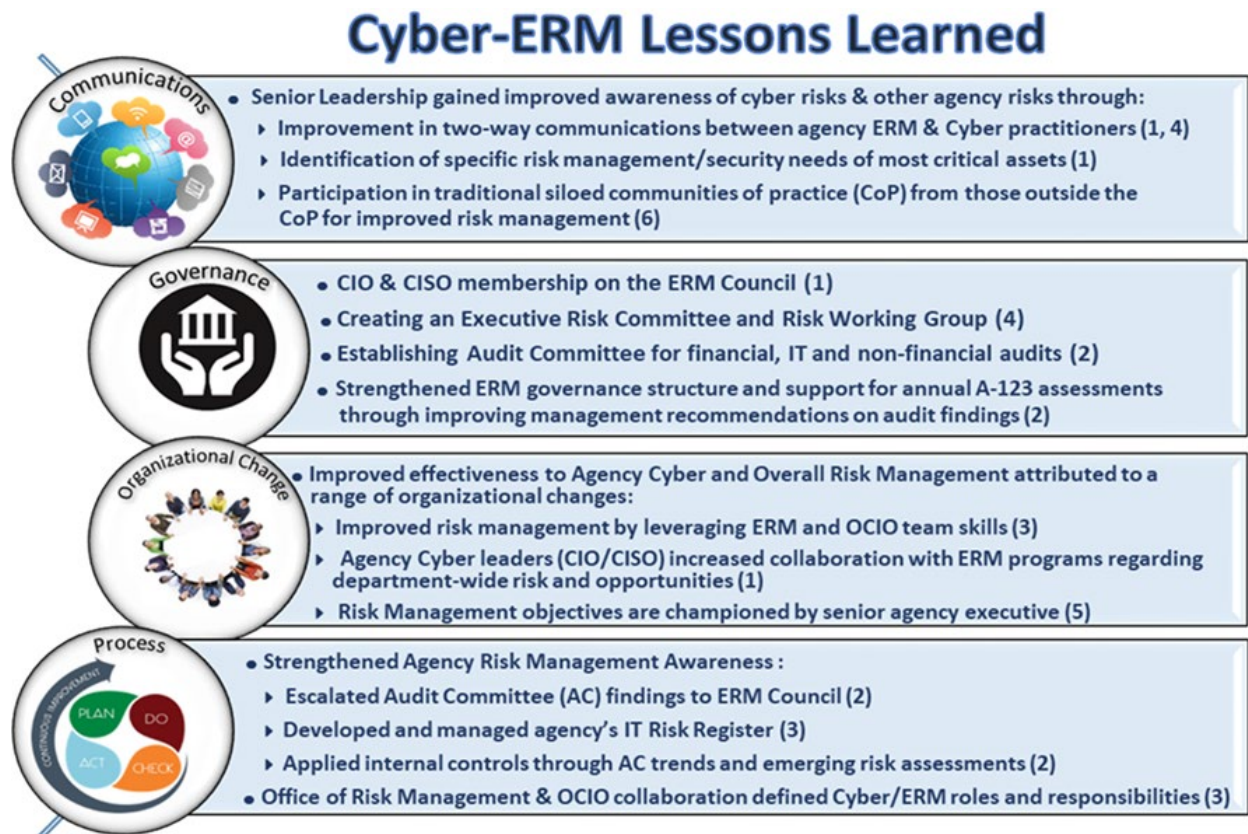 Cyber-ERM Lessons Learned
Communications
• Senior Leadership gained improved awareness of cyber risks & other agency risks through:
▸ Improvement in two-way communications between agency ERM & Cyber practitioners (1, 4)
▸ Identification of specific risk management/security needs of most critical assets (1)
▸ Participation in traditional siloed communities of practice (CoP) from those outside the
CoP for improved risk management (6)
Governance
• CIO & CISO membership on the ERM Council (1)
• Creating an Executive Risk Committee and Risk Working Group (4)
• Establishing Audit Committee for financial, IT and non-financial audits (2)
• Strengthened ERM governance structure and support for annual A-123 assessments
through improving management recommendations on audit findings (2)
Organizational Change
• Improved effectiveness to Agency Cyber and Overall Risk Management attributed to a
range of organizational changes:
▸ Improved risk management by leveraging ERM and OCIO team skills (3)
▸ Agency Cyber leaders (CIO/CISO) increased collaboration with ERM programs regarding
department-wide risk and opportunities (1)
▸ Risk Management objectives are championed by senior agency executive (5)
Process
CONTINUOUS IMPROVEMENT
PLAN
DO
ACT
CHECK
• Strengthened Agency Risk Management Awareness :
▸ Escalated Audit Committee (AC) findings to ERM Council (2)
▸ Developed and managed agency's IT Risk Register (3)
▸ Applied internal controls through AC trends and emerging risk assessments (2)
• Office of Risk Management & OCIO collaboration defined Cyber/ERM roles and responsibilities (3)